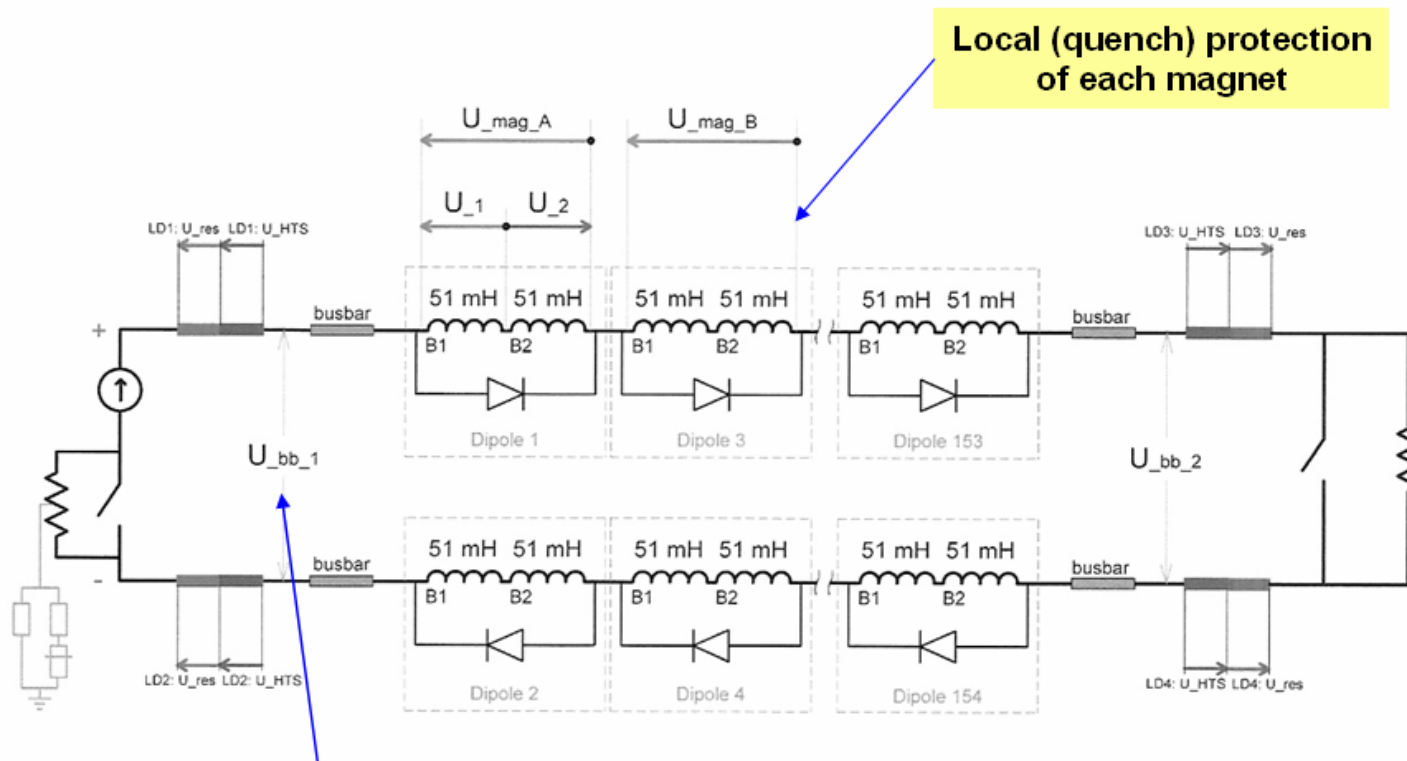 Local (quench) protection
of each magnet
U_mag_A
U_mag_B
U_1
U_2
LD1: U_res
LD1: U_HTS
LD3: U_HTS
LD3: U_res
51 mH 51 mH
51 mH 51 mH
51 mH 51 mH
busbar
busbar
+
B1
B2
B1
B2
B1
B2
Dipole 1
Dipole 3
Dipole 153
U_bb_1
U_bb_2
51 mH 51 mH
51 mH 51 mH
51 mH 51 mH
busbar
busbar
-
B1
B2
B1
B2
B1
B2
LD2: U_res
LD2: U_HTS
LD4: U_HTS
LD4: U_res
Dipole 2
Dipole 4
Dipole 154